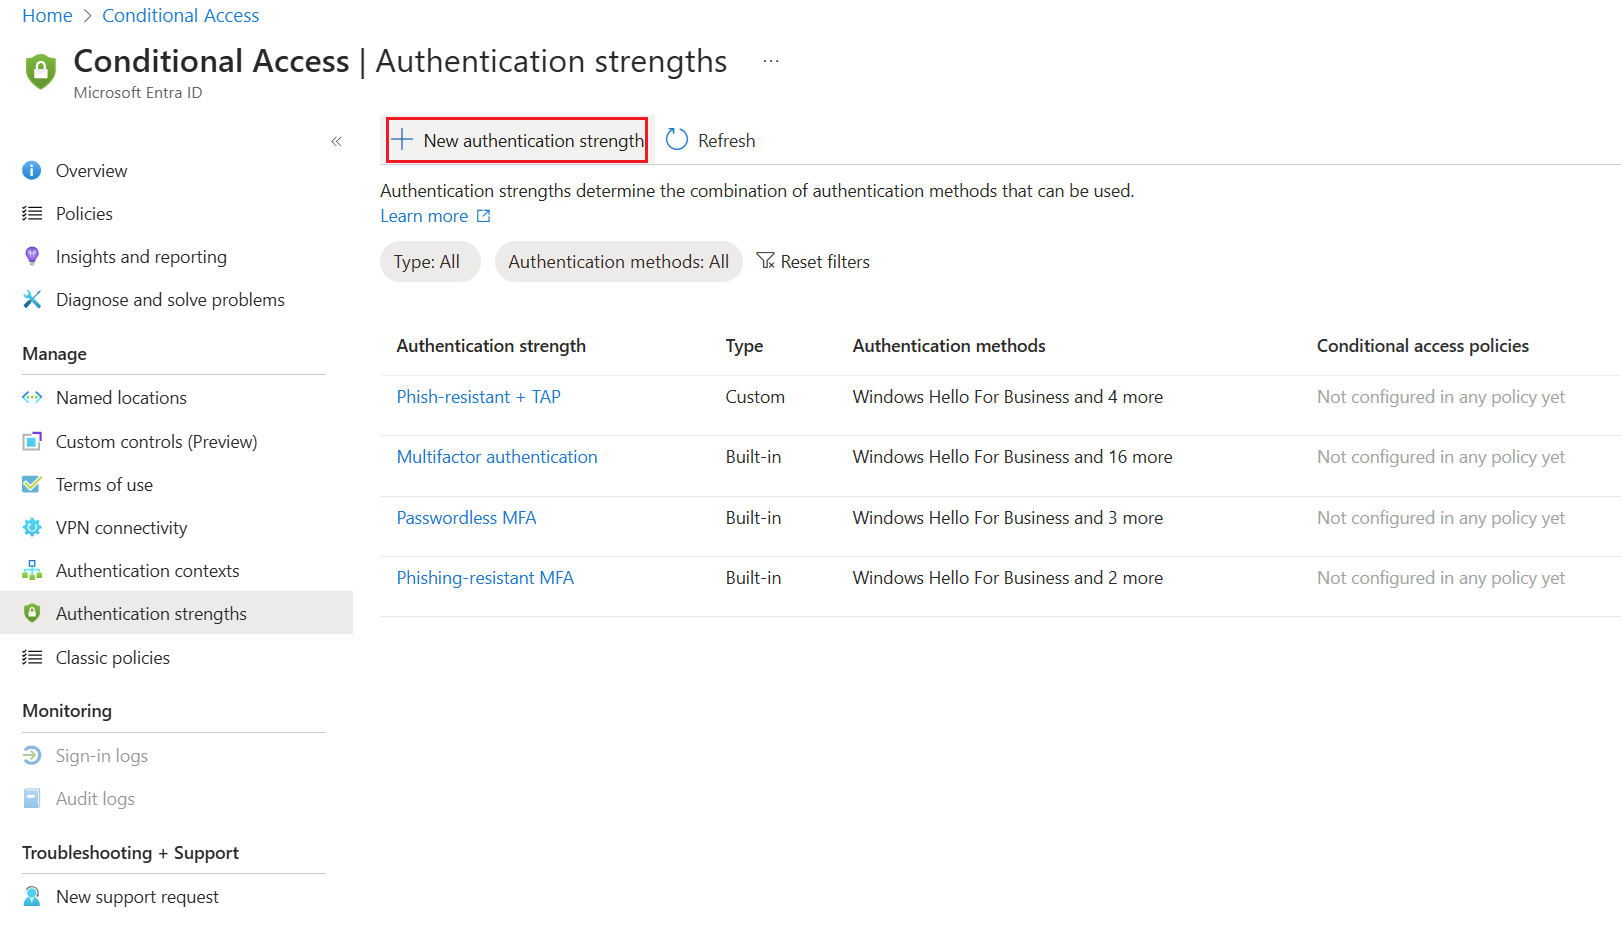 Home > Conditional Access
Conditional Access | Authentication strengths ...
Microsoft Entra ID
«
Overview
Policies
Insights and reporting
Diagnose and solve problems
Manage
Named locations
Custom controls (Preview)
Terms of use
VPN connectivity
Authentication contexts
Authentication strengths
Classic policies
Monitoring
Sign-in logs
Audit logs
Troubleshooting + Support
New support request
New authentication strength Refresh
Authentication strengths determine the combination of authentication methods that can be used.
Learn more
Type: All Authentication methods: All Reset filters
Authentication strength Type Authentication methods Conditional access policies
Phish-resistant + TAP Custom Windows Hello For Business and 4 more Not configured in any policy yet
Multifactor authentication Built-in Windows Hello For Business and 16 more Not configured in any policy yet
Passwordless MFA Built-in Windows Hello For Business and 3 more Not configured in any policy yet
Phishing-resistant MFA Built-in Windows Hello For Business and 2 more Not configured in any policy yet